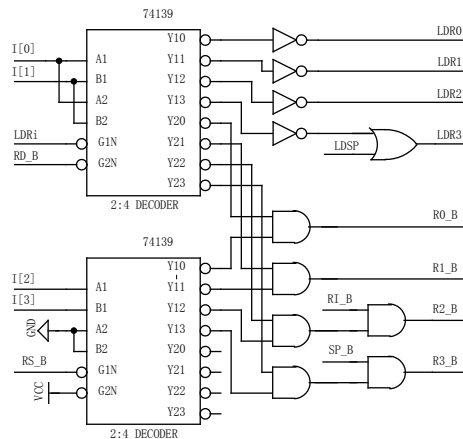 74139
I[0] A1 Y10 LDR0
I[1] B1 Y11 LDR1
A2 Y12 LDR2
B2 Y13 LDSP LDR3
Y20
LDRi G1N Y21
RD_B G2N Y22
Y23
2:4 DECODER
R0_B
74139
Y10
I[2] A1 Y11 R1_B
I[3] B1 Y12 RI_B
GND A2 Y13 R2_B
B2 Y20 SP_B
RS_B G1N Y21 R3_B
VCC G2N Y22
Y23
2:4 DECODER